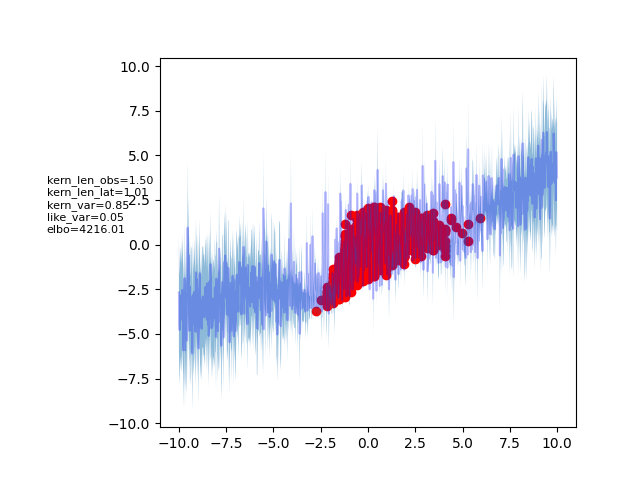 10.0
7.5
5.0
2.5
0.0
−2.5
−5.0
−7.5
−10.0
kern_len_obs=1.50
kern_len_lat=1.01
kern_var=0.85
like_var=0.05
elbo=4216.01
−10.0 −7.5 −5.0 −2.5 0.0 2.5 5.0 7.5 10.0